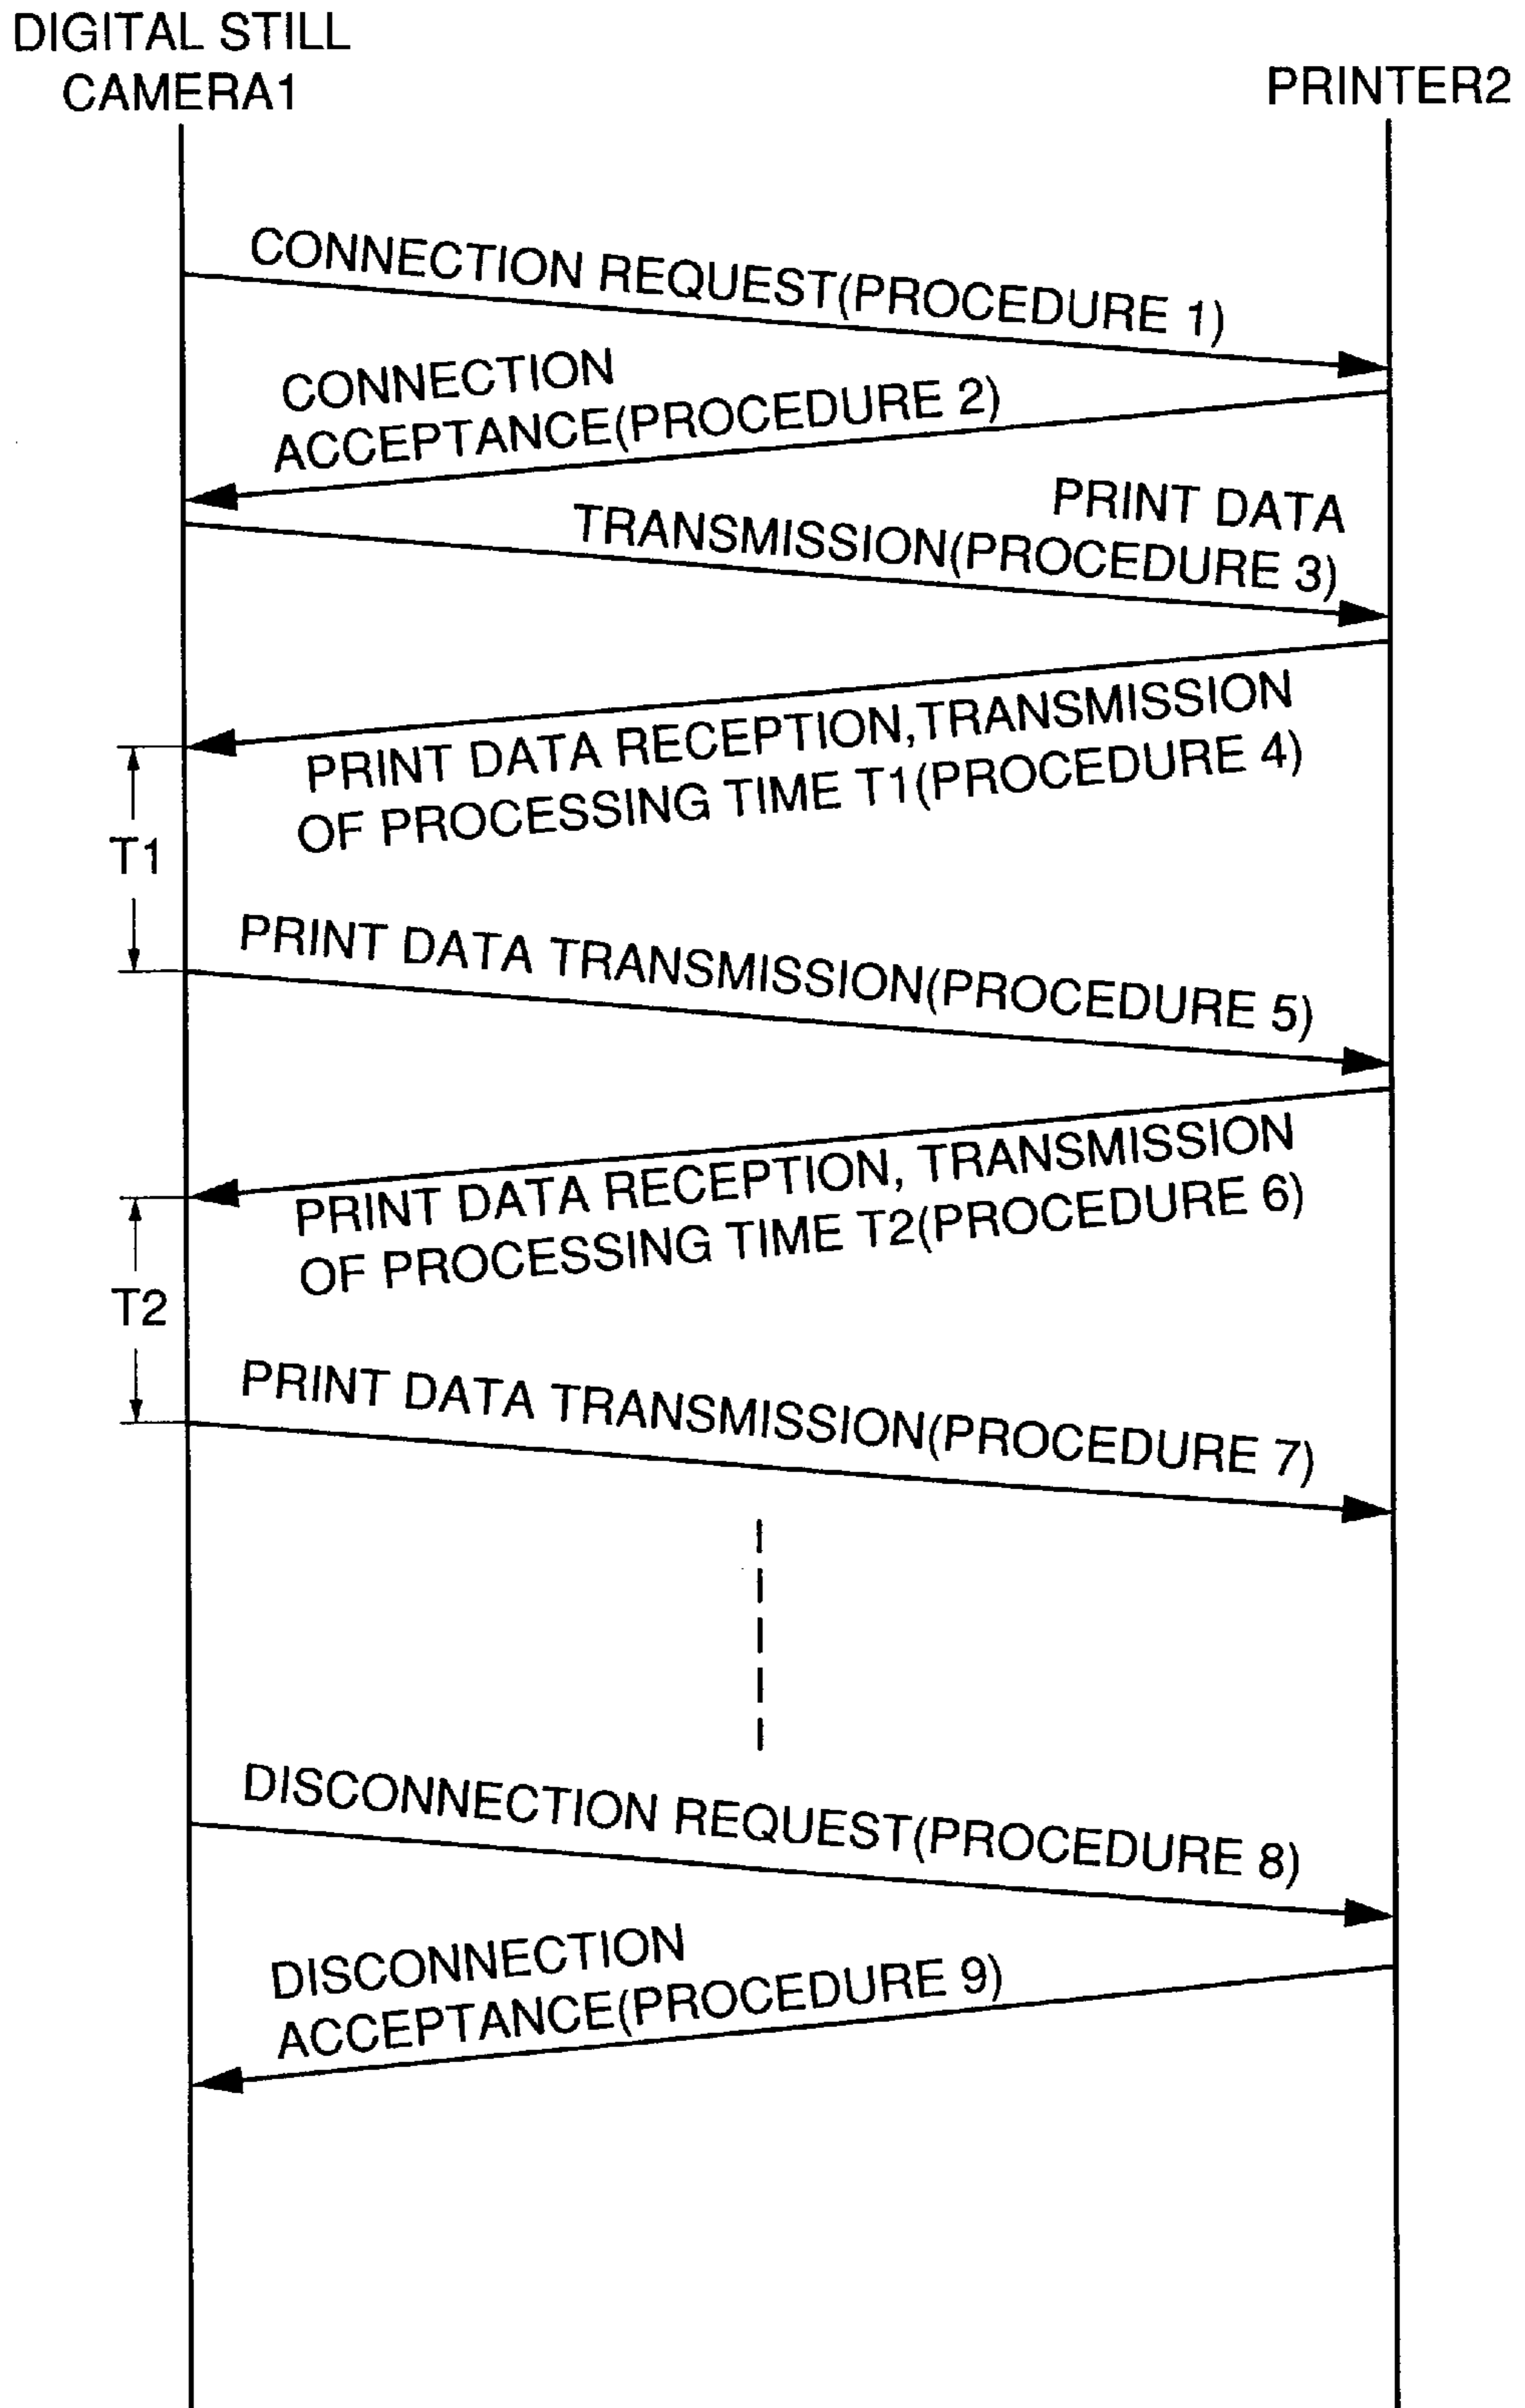 DIGITAL STILL
CAMERA1
PRINTER2
CONNECTION REQUEST(PROCEDURE 1)
CONNECTION
ACCEPTANCE(PROCEDURE 2)
PRINT DATA
TRANSMISSION(PROCEDURE 3)
PRINT DATA RECEPTION,TRANSMISSION
OF PROCESSING TIME T1(PROCEDURE 4)
T1
PRINT DATA TRANSMISSION(PROCEDURE 5)
PRINT DATA RECEPTION, TRANSMISSION
OF PROCESSING TIME T2(PROCEDURE 6)
T2
PRINT DATA TRANSMISSION(PROCEDURE 7)
DISCONNECTION REQUEST(PROCEDURE 8)
DISCONNECTION
ACCEPTANCE(PROCEDURE 9)